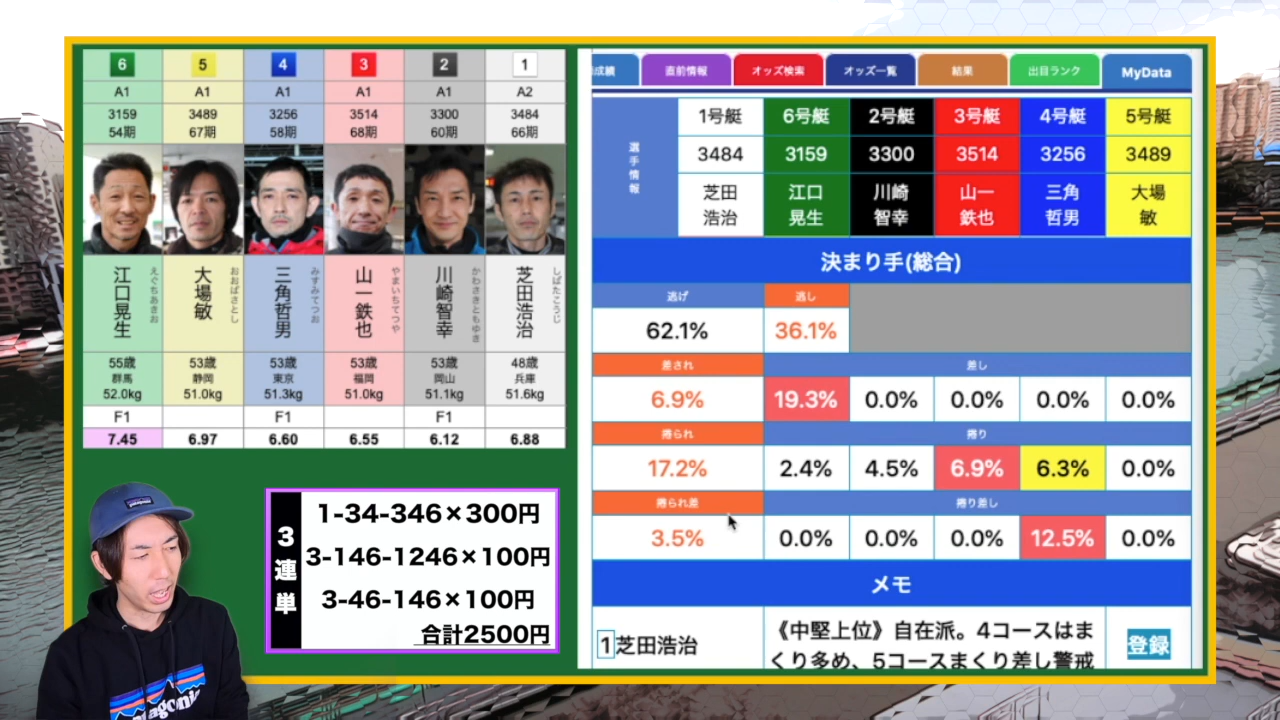 6 5 4 3 2 1
A1 A1 A1 A1 A1 A2
3159 3489 3256 3514 3300 3484
54期 67期 58期 68期 60期 66期
江口晃生 えぐちあきお
大場敏 おおばさとし
三角哲男 みすみてつお
山一鉄也 やまいちてつや
川崎智幸 かわさきともゆき
芝田浩治 しばたこうじ
55歳 53歳 53歳 53歳 53歳 48歳
群馬 静岡 東京 福岡 岡山 兵庫
52.0kg 51.0kg 51.3kg 51.0kg 51.1kg 51.6kg
F1 F1 F1
7.45 6.97 6.60 6.55 6.12 6.88
3連単
1-34-346×300円
3-146-1246×100円
3-46-146×100円
合計2500円
成績 直前情報 オッズ検索 オッズ一覧 結果 出目ランク MyData
選手情報
1号艇 6号艇 2号艇 3号艇 4号艇 5号艇
3484 3159 3300 3514 3256 3489
芝田 江口 川崎 山一 三角 大場
浩治 晃生 智幸 鉄也 哲男 敏
決まり手(総合)
逃げ 逃し
62.1% 36.1%
差され 差し
6.9% 19.3% 0.0% 0.0% 0.0% 0.0%
捲られ 捲り
17.2% 2.4% 4.5% 6.9% 6.3% 0.0%
捲られ差 捲り差し
3.5% 0.0% 0.0% 0.0% 12.5% 0.0%
メモ
1 芝田浩治
《中堅上位》自在派。4コースはま
くり多め、5コースまくり差し警戒
登録
patagonia